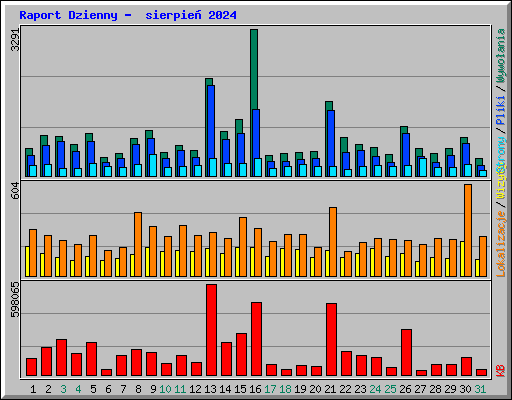 Raport Dzienny - sierpień 2024
3291
604
598065
Wywołania / Pliki / Strony
Lokalizacje / Wizyt
KB
1 2 3 4 5 6 7 8 9 10 11 12 13 14 15 16 17 18 19 20 21 22 23 24 25 26 27 28 29 30 31